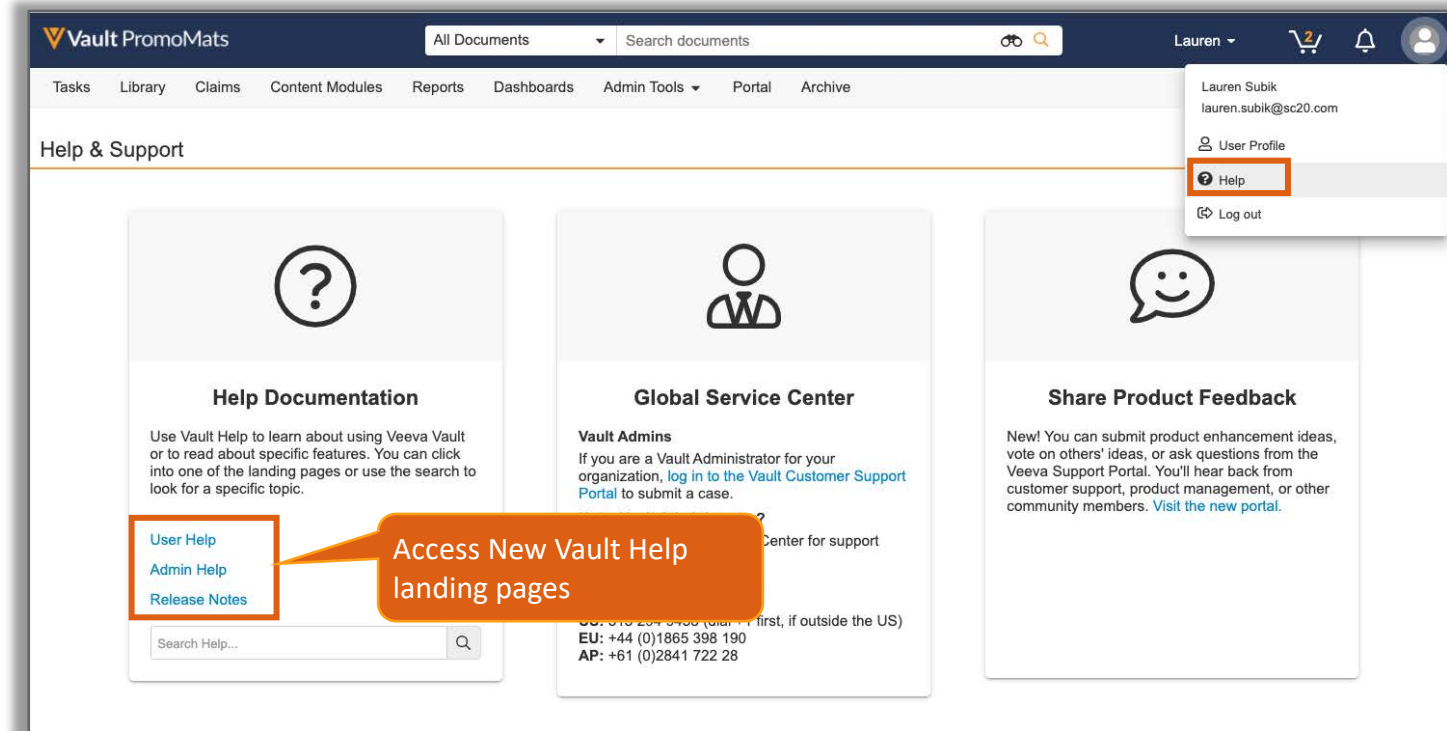 Vault PromoMats
All Documents
Search documents
Lauren
2
Tasks
Library
Claims
Content Modules
Reports
Dashboards
Admin Tools
Portal
Archive
Lauren Subik
lauren.subik@sc20.com
User Profile
Help
Log out
Help & Support
Help Documentation
Use Vault Help to learn about using Veeva Vault
or to read about specific features. You can click
into one of the landing pages or use the search to
look for a specific topic.
User Help
Admin Help
Release Notes
Search Help...
Access New Vault Help
landing pages
Global Service Center
Vault Admins
If you are a Vault Administrator for your
organization, log in to the Vault Customer Support
Portal to submit a case.
?
Center for support
first, if outside the US)
EU: +44 (0)1865 398 190
AP: +61 (0)2841 722 28
Share Product Feedback
New! You can submit product enhancement ideas,
vote on others' ideas, or ask questions from the
Veeva Support Portal. You'll hear back from
customer support, product management, or other
community members. Visit the new portal.